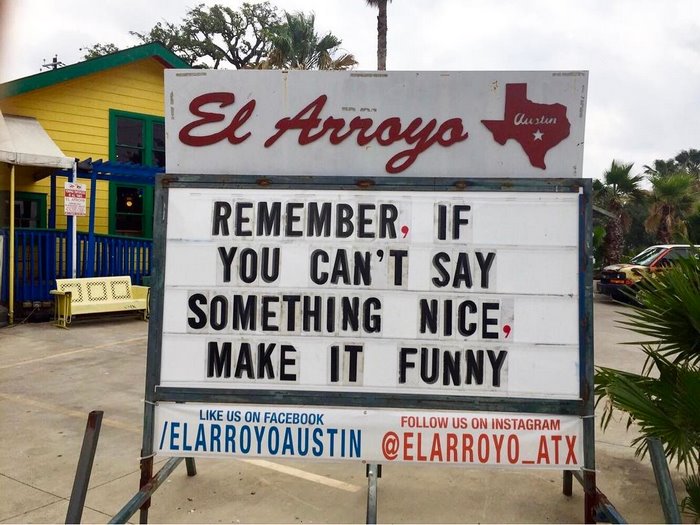 El Arroyo
Austin
REMEMBER, IF
YOU CAN'T SAY
SOMETHING NICE,
MAKE IT FUNNY
LIKE US ON FACEBOOK
/ELARROYOAUSTIN
FOLLOW US ON INSTAGRAM
@ELARROYO_ATX